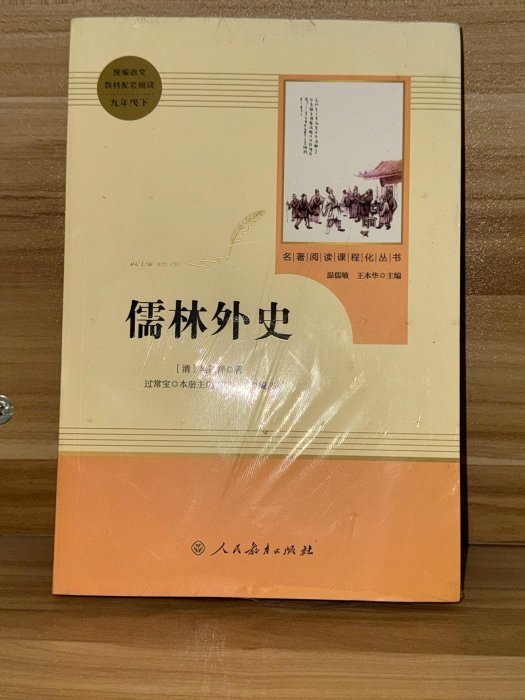 统编语文
教材配套阅读
九年级下
名|著|阅|读|课|程|化|丛|书
温儒敏 王本华◎主编
RULIN WAISHI
儒林外史
［清］ 著
过常宝◎本册主
人民教育出版社